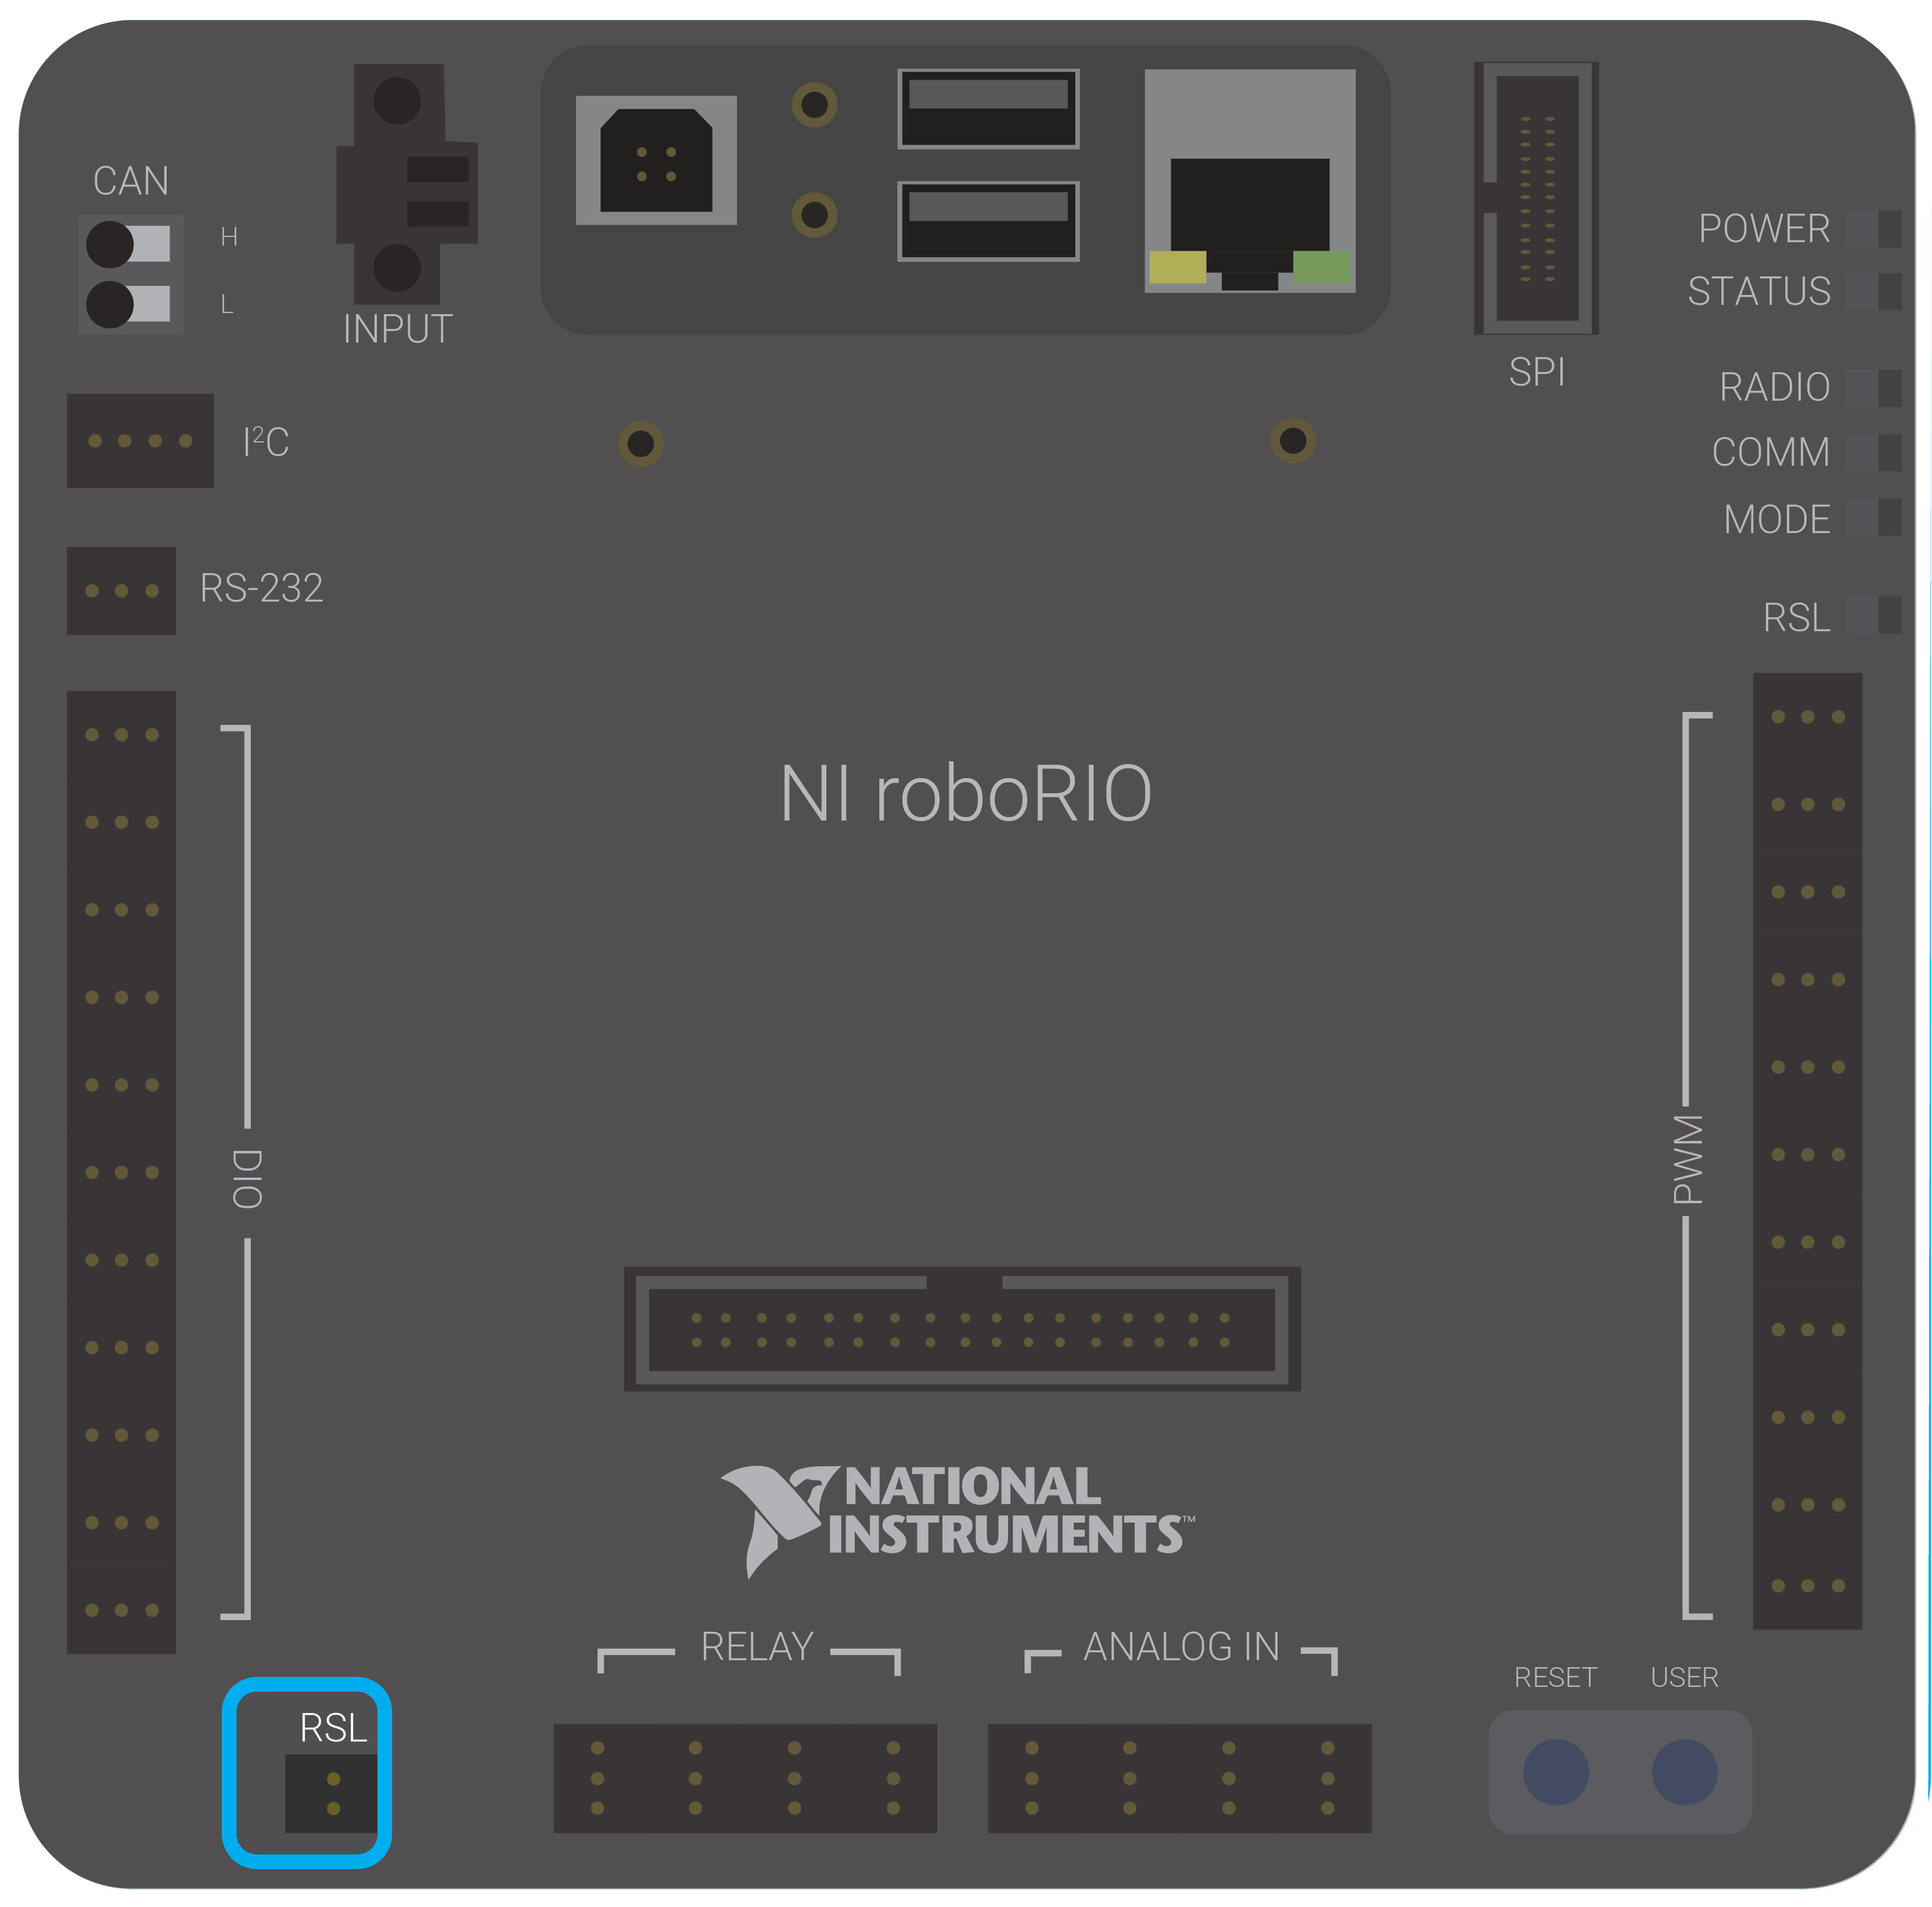 CAN
H
L
INPUT
SPI
POWER
STATUS
RADIO
COMM
MODE
RSL
I²C
RS-232
NI roboRIO
DIO
PWM
NATIONAL
INSTRUMENTS™
RELAY
ANALOG IN
RESET
USER
RSL